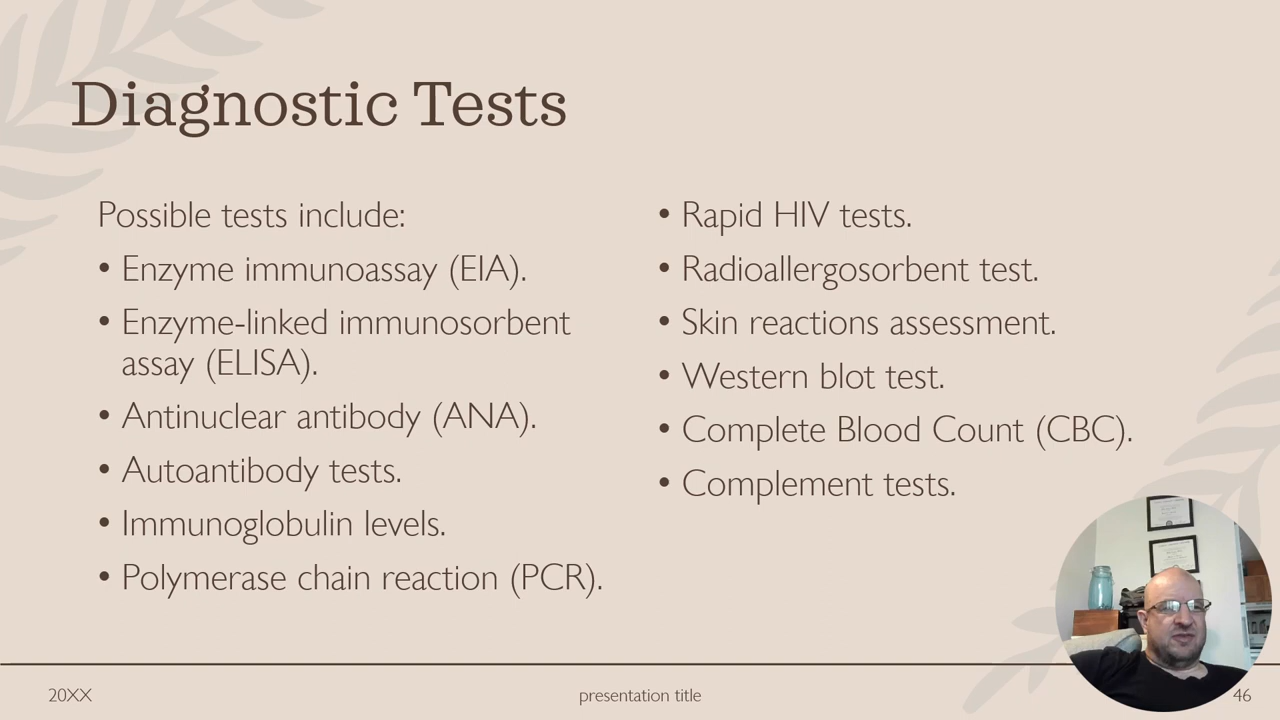 Diagnostic Tests
Possible tests include:
• Enzyme immunoassay (EIA).
• Enzyme-linked immunosorbent
assay (ELISA).
• Antinuclear antibody (ANA).
• Autoantibody tests.
• Immunoglobulin levels.
• Polymerase chain reaction (PCR).
• Rapid HIV tests.
• Radioallergosorbent test.
• Skin reactions assessment.
• Western blot test.
• Complete Blood Count (CBC).
• Complement tests.
20XX
presentation title
46